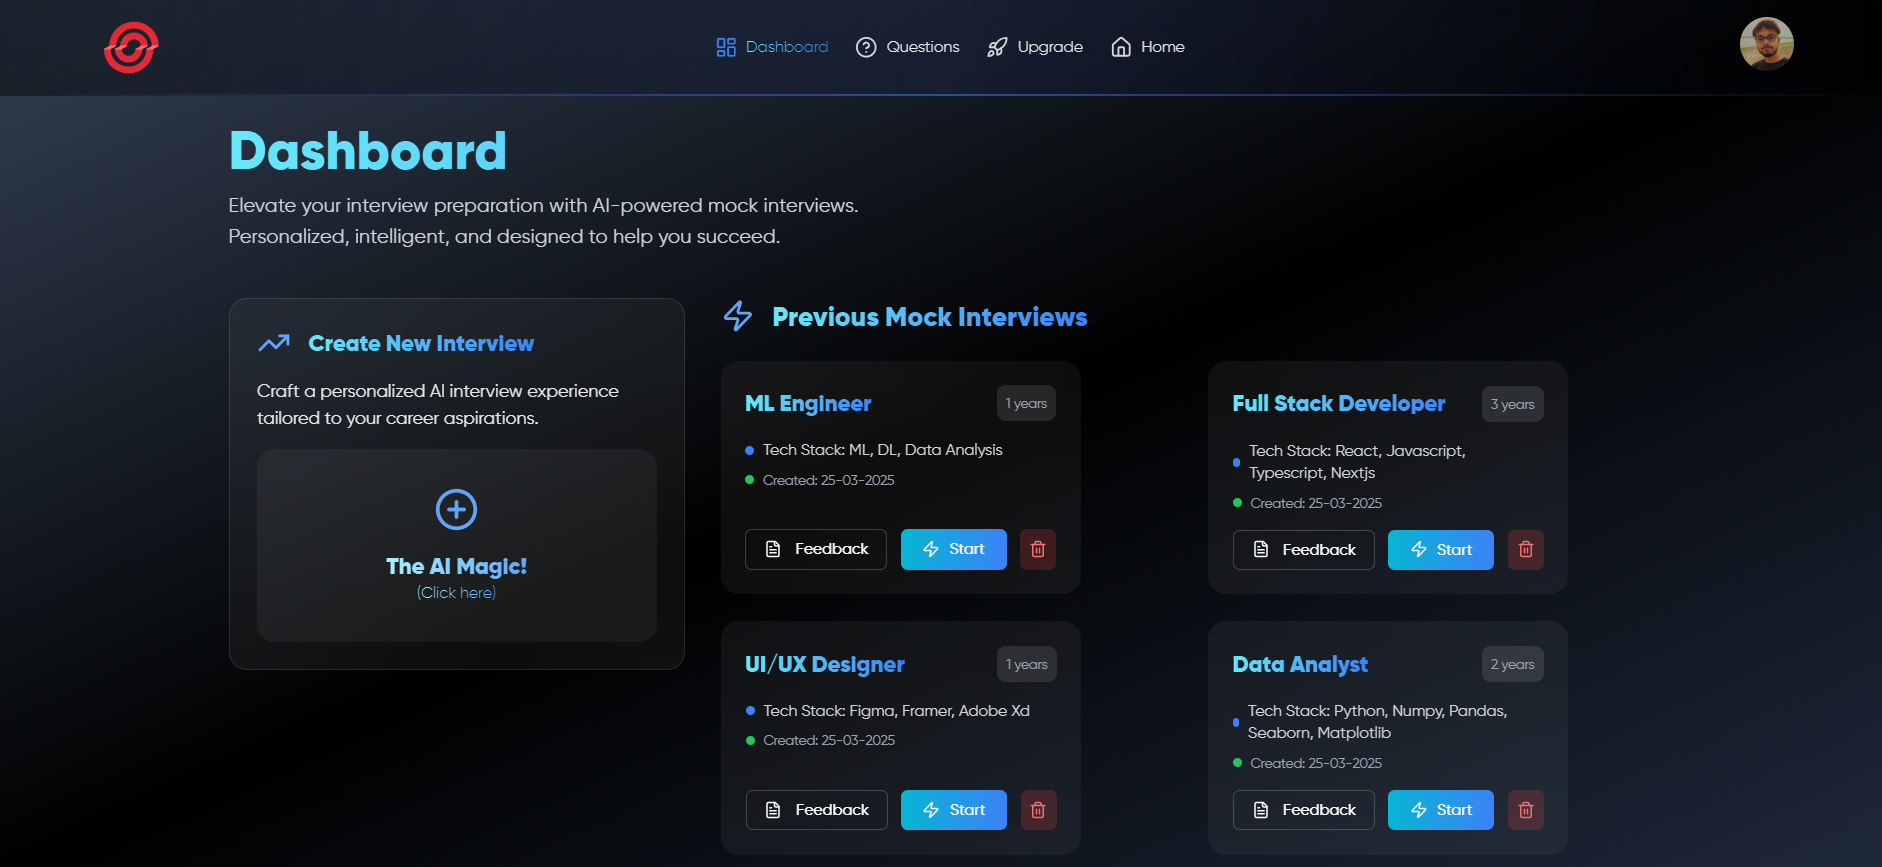 Dashboard
Questions
Upgrade
Home
Dashboard
Elevate your interview preparation with AI-powered mock interviews.
Personalized, intelligent, and designed to help you succeed.
Create New Interview
Craft a personalized AI interview experience
tailored to your career aspirations.
The AI Magic!
(Click here)
Previous Mock Interviews
ML Engineer
1 years
Tech Stack: ML, DL, Data Analysis
Created: 25-03-2025
Feedback
Start
Full Stack Developer
3 years
Tech Stack: React, Javascript,
Typescript, Nextjs
Created: 25-03-2025
Feedback
Start
UI/UX Designer
1 years
Tech Stack: Figma, Framer, Adobe Xd
Created: 25-03-2025
Feedback
Start
Data Analyst
2 years
Tech Stack: Python, Numpy, Pandas,
Seaborn, Matplotlib
Created: 25-03-2025
Feedback
Start